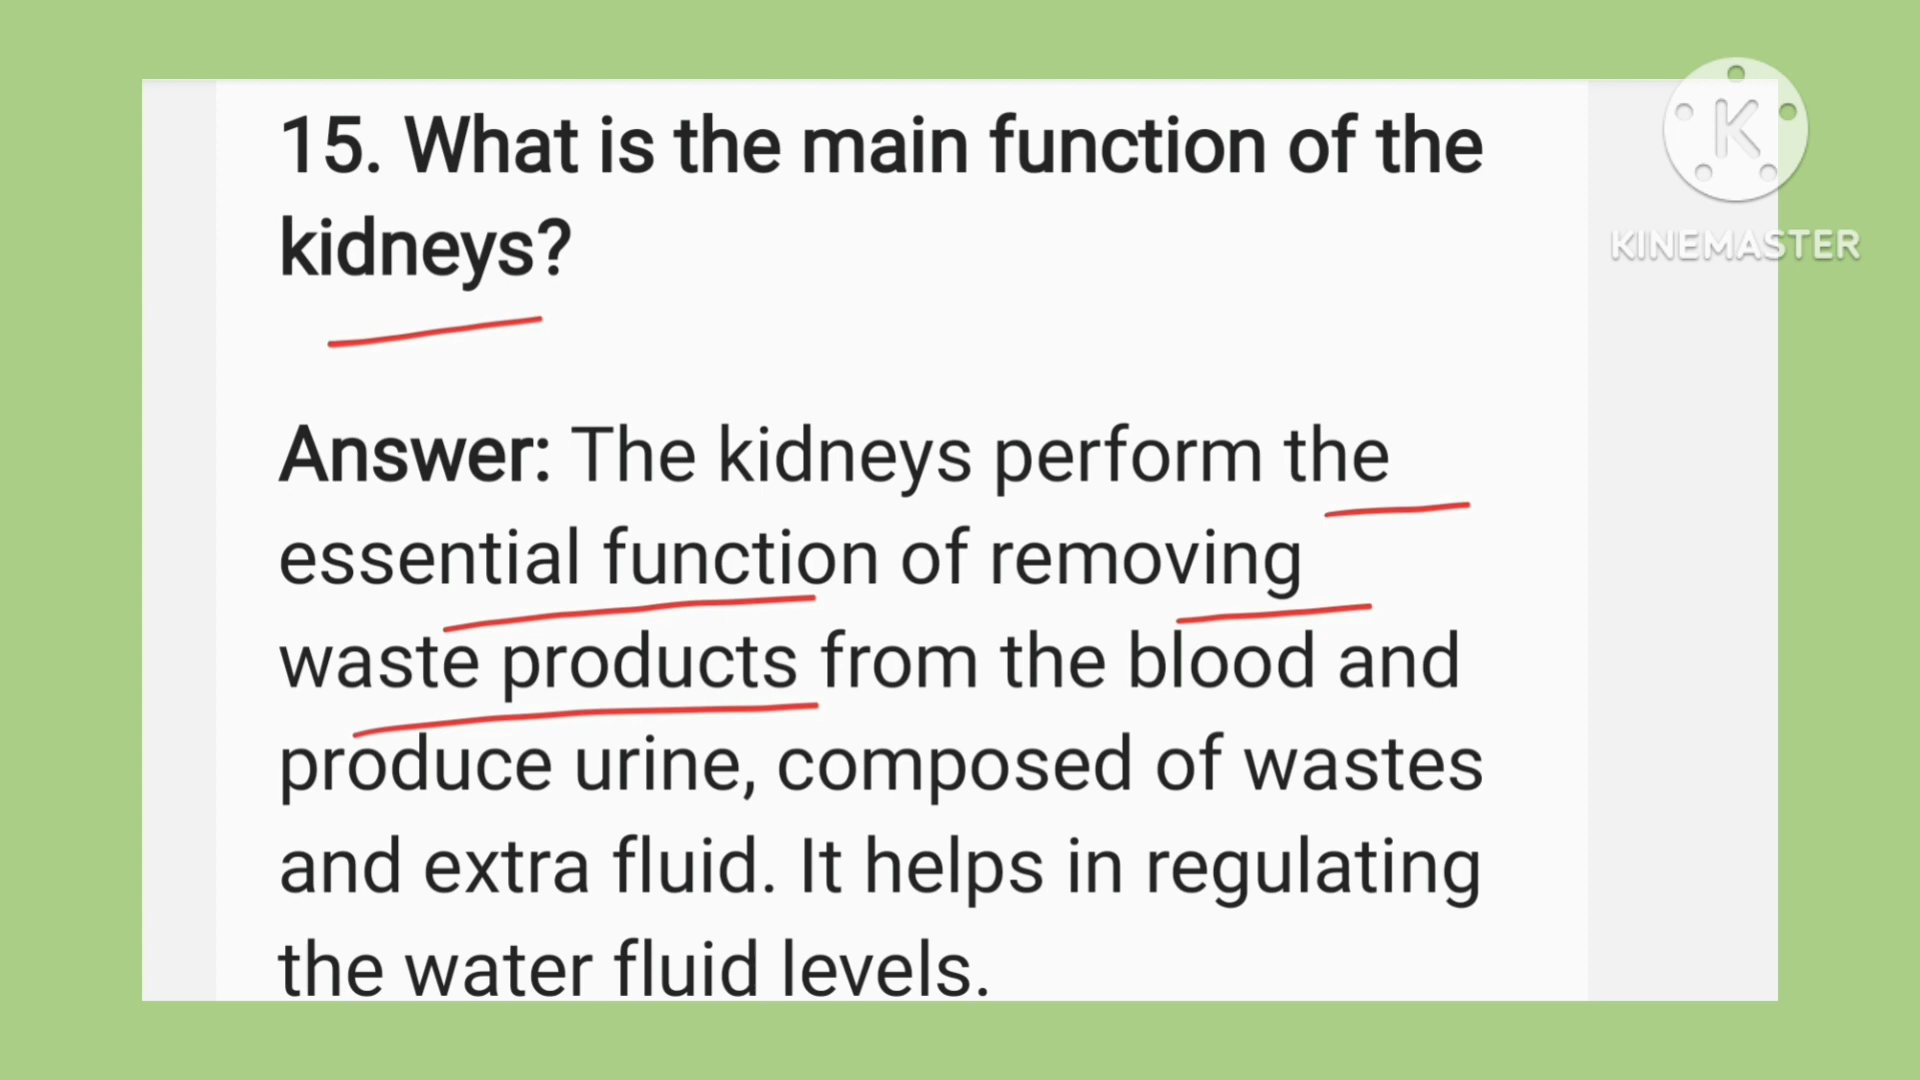 15. What is the main function of the
kidneys?
Answer: The kidneys perform the
essential function of removing
waste products from the blood and
produce urine, composed of wastes
and extra fluid. It helps in regulating
the water fluid levels.
K
KINEMASTER